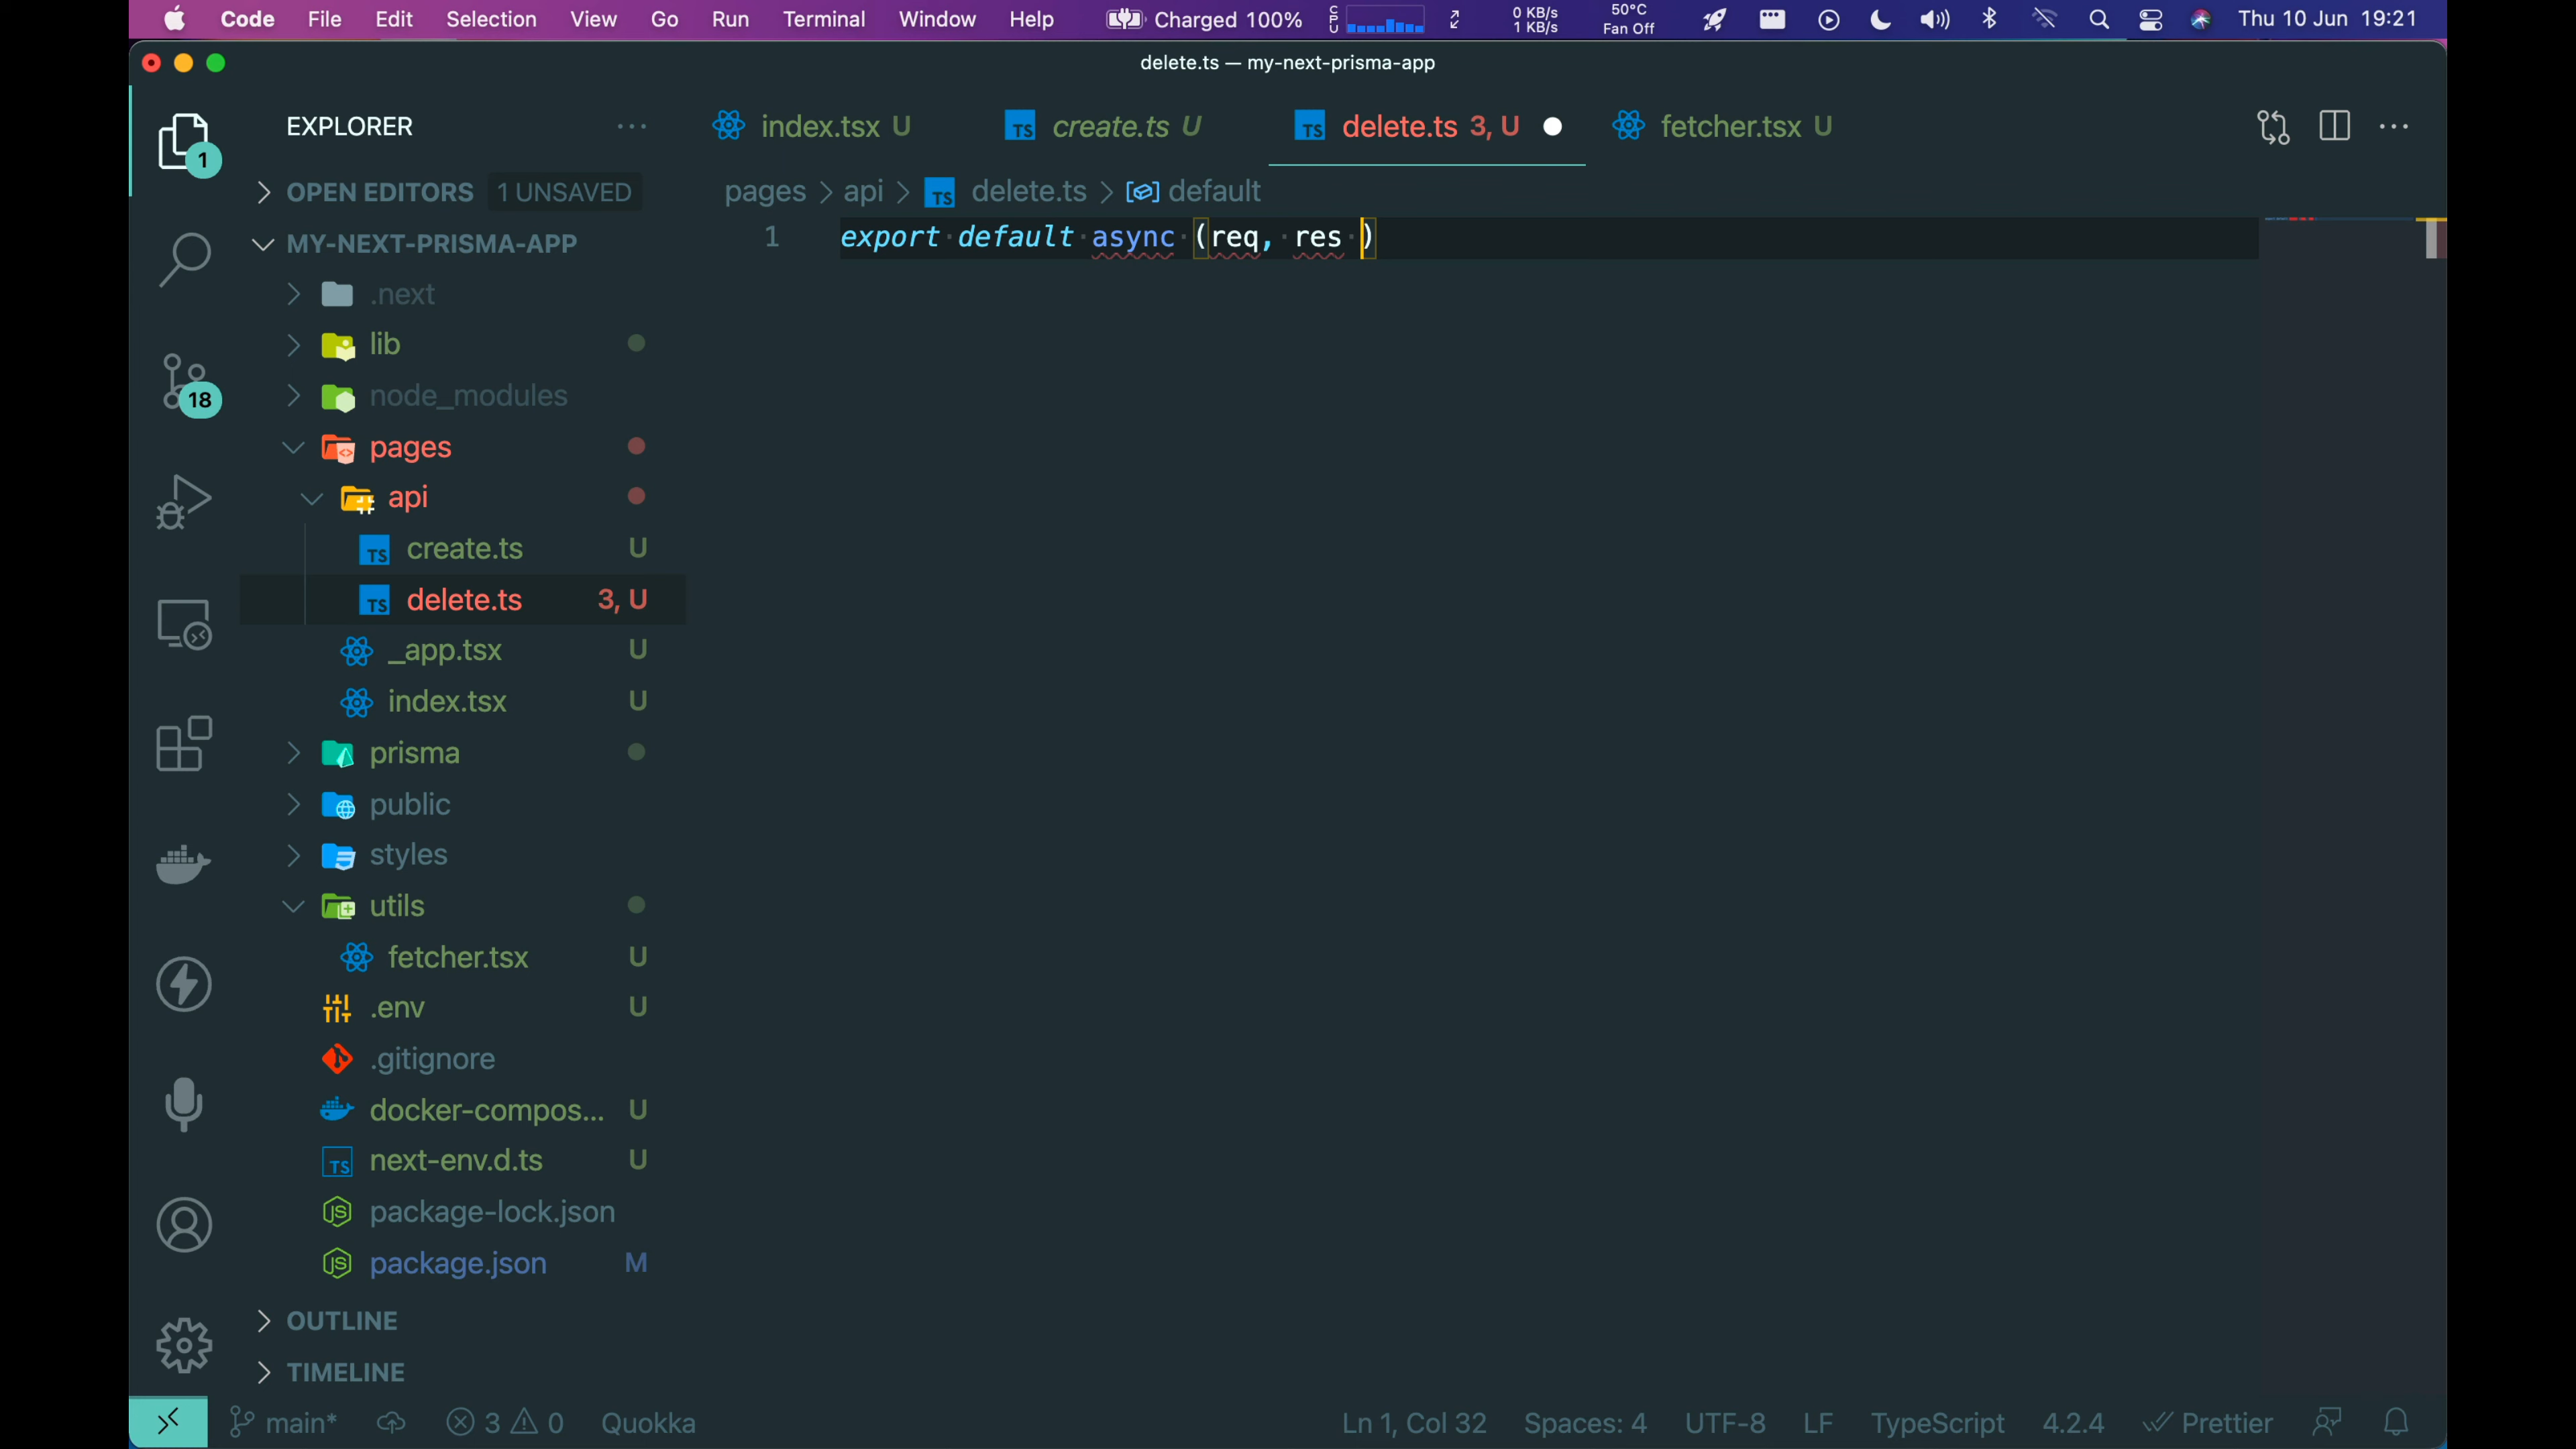 Code File Edit Selection View Go Run Terminal Window Help Charged 100% CPU 0 KB/s 1 KB/s 50°C Fan Off Thu 10 Jun 19:21
delete.ts — my-next-prisma-app
EXPLORER
index.tsx U create.ts U delete.ts 3, U fetcher.tsx U
OPEN EDITORS 1 UNSAVED
pages > api > TS delete.ts > default
MY-NEXT-PRISMA-APP
1 export default async (req, res )
.next
lib
node_modules
pages
api
create.ts U
delete.ts 3, U
_app.tsx U
index.tsx U
prisma
public
styles
utils
fetcher.tsx U
.env U
.gitignore
docker-compos... U
next-env.d.ts U
package-lock.json
package.json M
OUTLINE
TIMELINE
1
18
main* 3 0 Quokka Ln 1, Col 32 Spaces: 4 UTF-8 LF TypeScript 4.2.4 Prettier